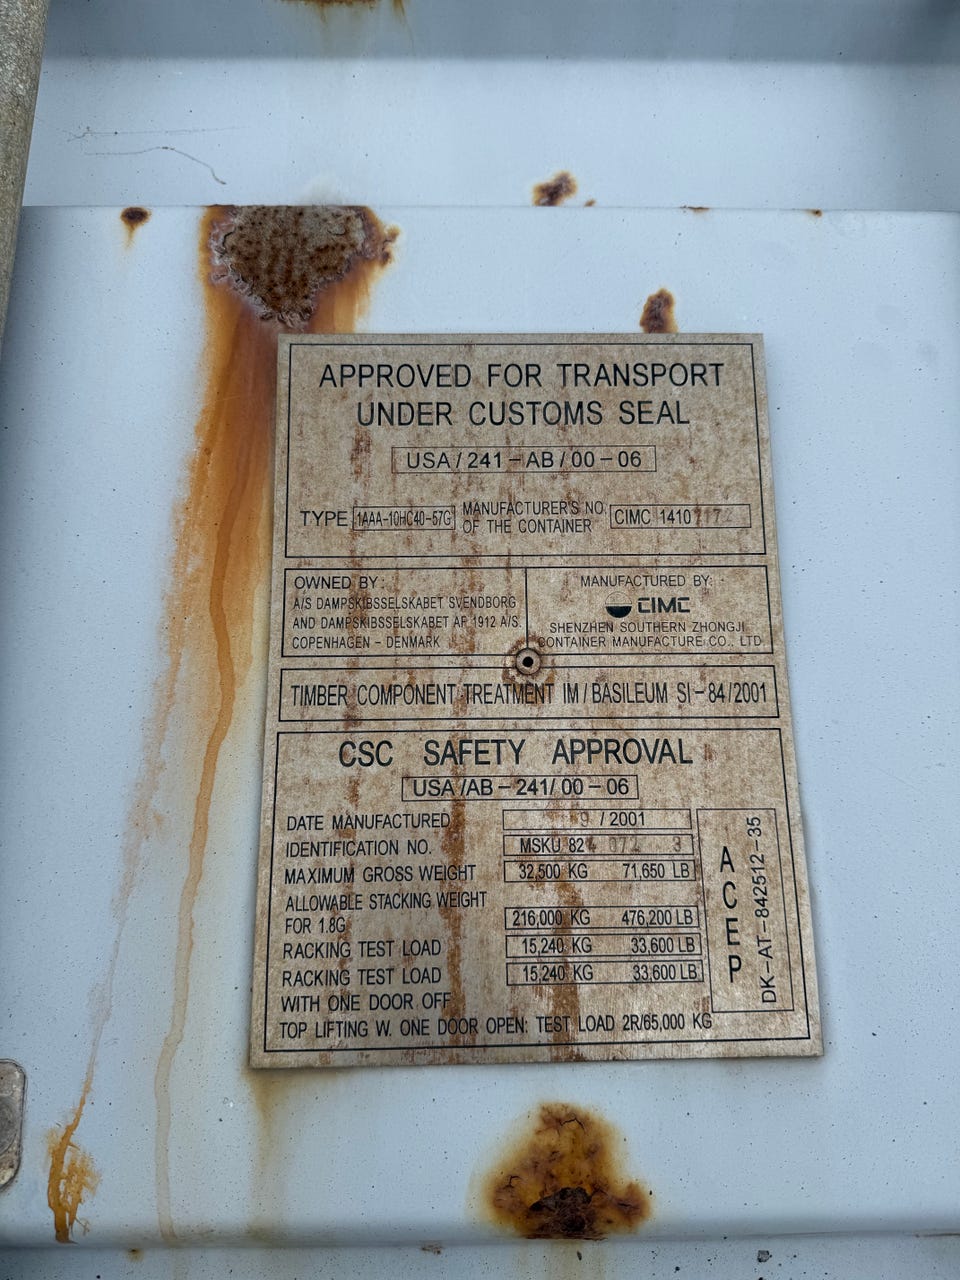 APPROVED FOR TRANSPORT
UNDER CUSTOMS SEAL
USA/241-AB/00-06
TYPE 1AAA-10HC40-57G MANUFACTURER'S NO. OF THE CONTAINER CIMC 1410
OWNED BY:
A/S DAMPSKIBSSELSKABET SVENDBORG
AND DAMPSKIBSSELSKABET AF 1912 A/S.
COPENHAGEN - DENMARK
MANUFACTURED BY:
CIMC
SHENZHEN SOUTHERN ZHONGJI
CONTAINER MANUFACTURE CO., LTD
TIMBER COMPONENT TREATMENT IM/BASILEUM SI-84/2001
CSC SAFETY APPROVAL
USA/AB-241/00-06
DATE MANUFACTURED 9/2001
IDENTIFICATION NO. MSKU
MAXIMUM GROSS WEIGHT 32,500 KG 71,650 LB
ALLOWABLE STACKING WEIGHT
FOR 1.8G 216,000 KG 476,200 LB
RACKING TEST LOAD 15,240 KG 33,600 LB
RACKING TEST LOAD 15,240 KG 33,600 LB
WITH ONE DOOR OFF
TOP LIFTING W. ONE DOOR OPEN: TEST LOAD 2R/65,000 KG
ACEP
DK-AT-842512-35